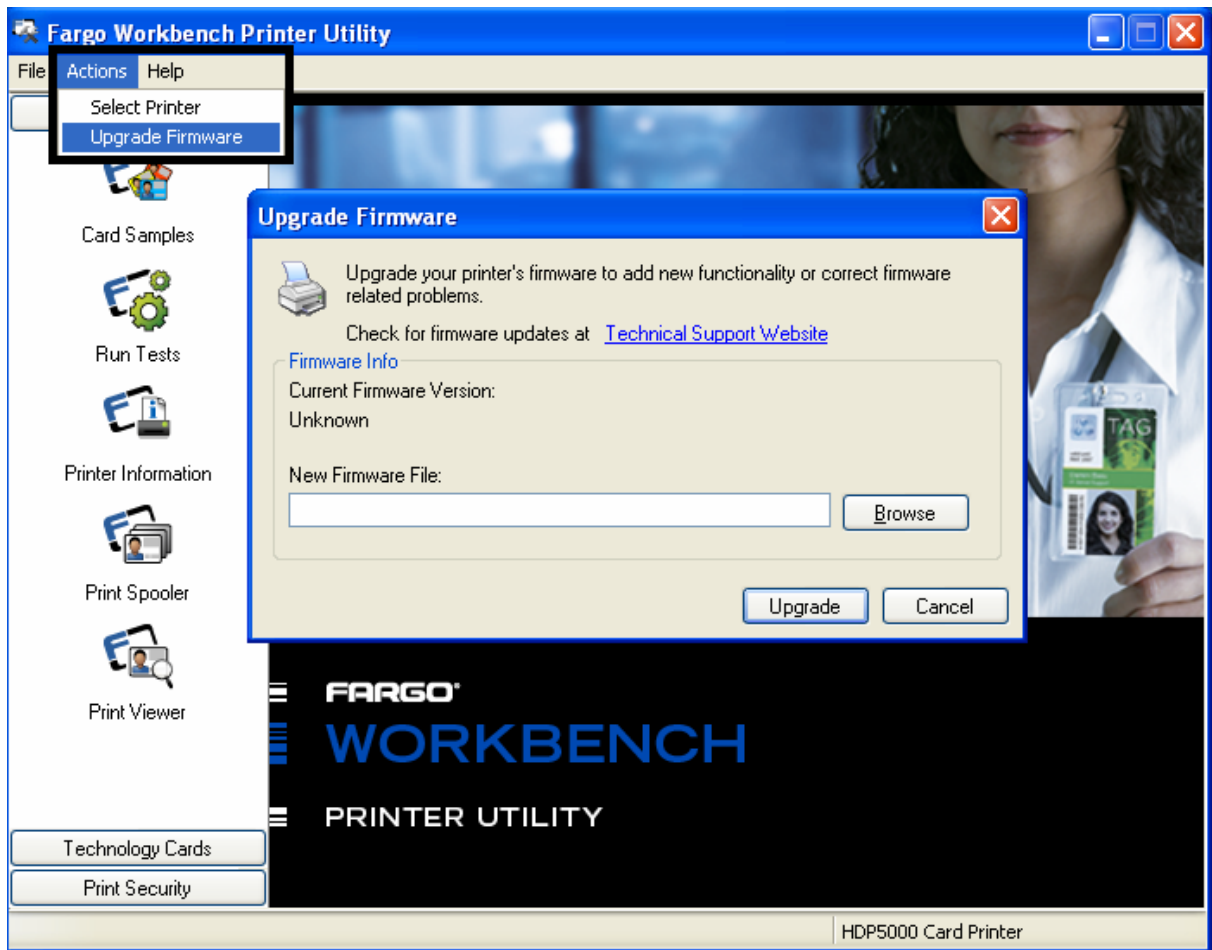 Fargo Workbench Printer Utility
File Actions Help
Select Printer
Upgrade Firmware
Card Samples
Run Tests
Printer Information
Print Spooler
Print Viewer
Technology Cards
Print Security
Upgrade Firmware
Upgrade your printer's firmware to add new functionality or correct firmware
related problems.
Check for firmware updates at Technical Support Website
Firmware Info
Current Firmware Version:
Unknown
New Firmware File:
Browse
Upgrade Cancel
TAG
FARGO
WORKBENCH
PRINTER UTILITY
HDP5000 Card Printer